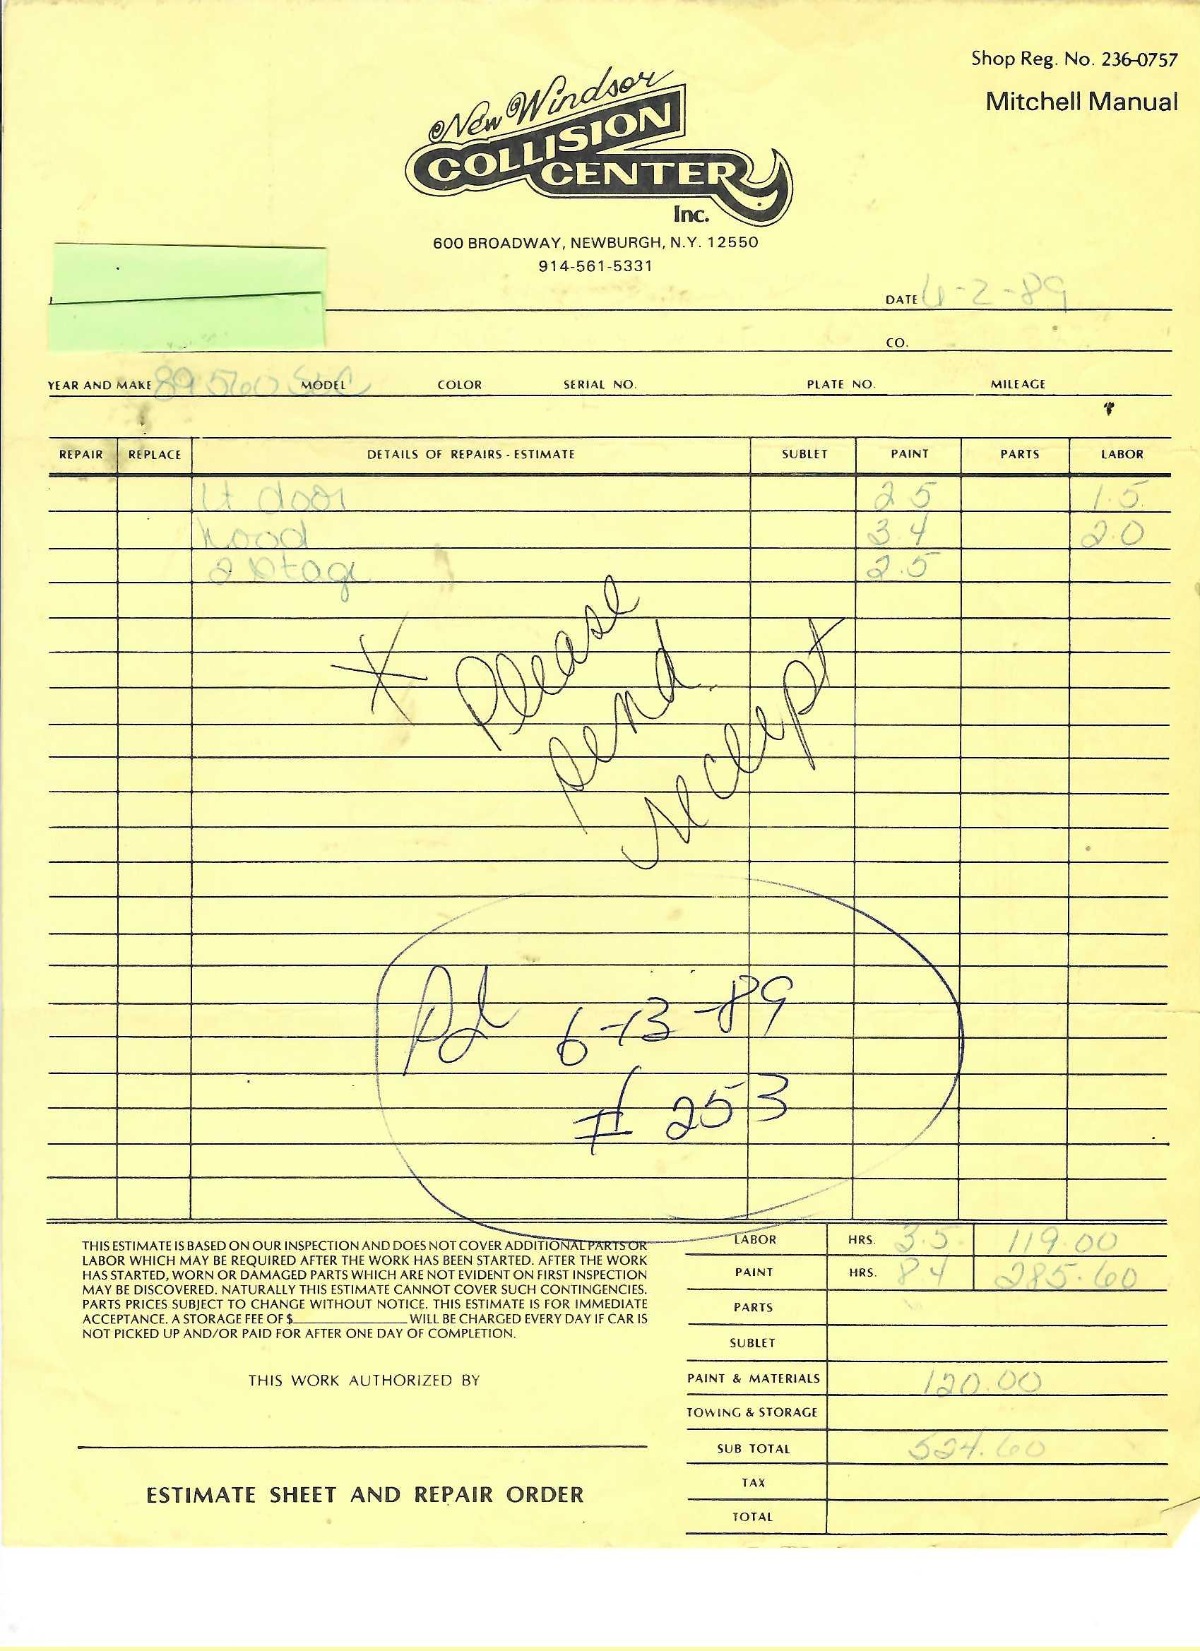 Shop Reg. No. 236-0757
Mitchell Manual
New Windsor
COLLISION
CENTER
Inc.
600 BROADWAY, NEWBURGH, N.Y. 12550
914-561-5331
DATE 6-2-89
CO.
YEAR AND MAKE 89 560 SEC MODEL COLOR SERIAL NO. PLATE NO. MILEAGE
REPAIR REPLACE DETAILS OF REPAIRS - ESTIMATE SUBLET PAINT PARTS LABOR
Lt door 2.5 1.5
hood 3.4 2.0
2 stage 2.5
* Please
send
receipt
Pd 6-13-89
# 253
THIS ESTIMATE IS BASED ON OUR INSPECTION AND DOES NOT COVER ADDITIONAL PARTS OR
LABOR WHICH MAY BE REQUIRED AFTER THE WORK HAS BEEN STARTED. AFTER THE WORK
HAS STARTED, WORN OR DAMAGED PARTS WHICH ARE NOT EVIDENT ON FIRST INSPECTION
MAY BE DISCOVERED. NATURALLY THIS ESTIMATE CANNOT COVER SUCH CONTINGENCIES.
PARTS PRICES SUBJECT TO CHANGE WITHOUT NOTICE. THIS ESTIMATE IS FOR IMMEDIATE
ACCEPTANCE. A STORAGE FEE OF $ WILL BE CHARGED EVERY DAY IF CAR IS
NOT PICKED UP AND/OR PAID FOR AFTER ONE DAY OF COMPLETION.
THIS WORK AUTHORIZED BY
ESTIMATE SHEET AND REPAIR ORDER
LABOR HRS. 3.5 119.00
PAINT HRS. 8.4 285.60
PARTS
SUBLET
PAINT & MATERIALS 120.00
TOWING & STORAGE
SUB TOTAL 524.60
TAX
TOTAL